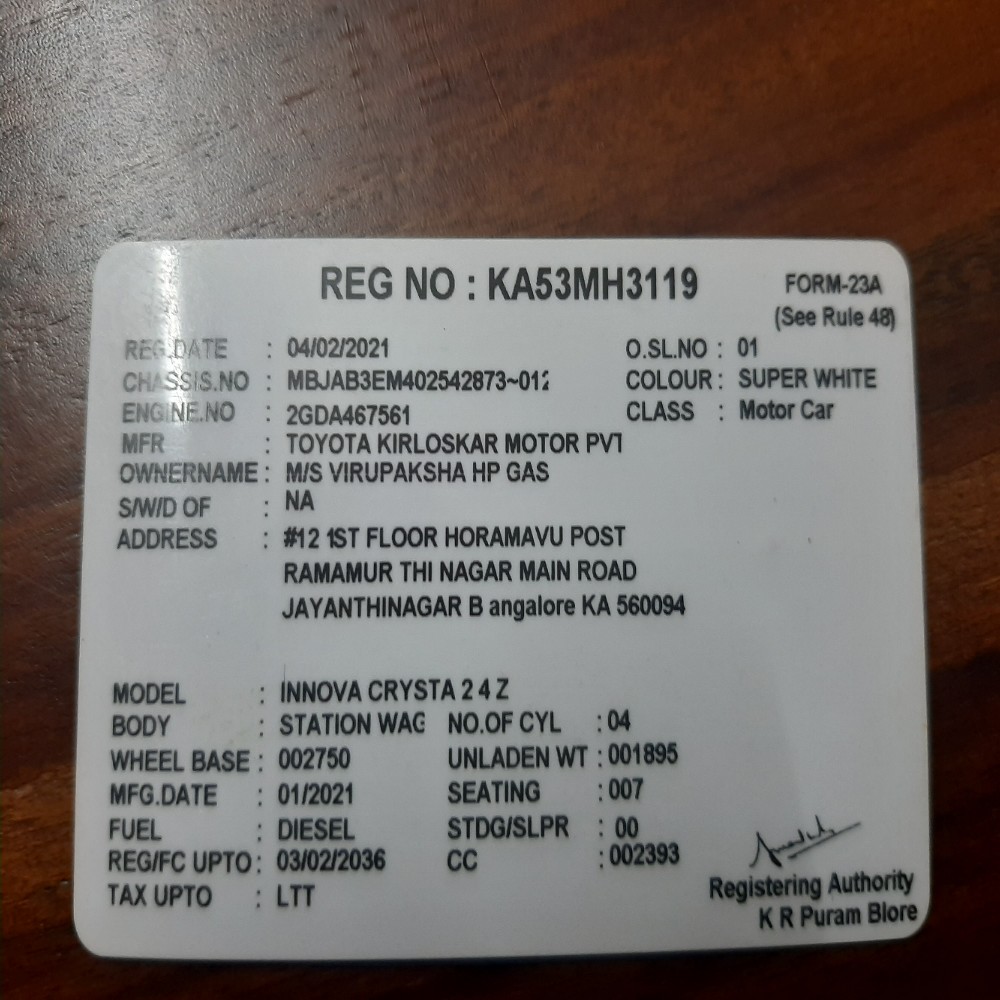 REG NO : KA53MH3119
FORM-23A
(See Rule 48)
REG.DATE : 04/02/2021 O.SL.NO : 01
CHASSIS.NO : MBJAB3EM402542873~012 COLOUR : SUPER WHITE
ENGINE.NO : 2GDA467561 CLASS : Motor Car
MFR : TOYOTA KIRLOSKAR MOTOR PVT
OWNERNAME : M/S VIRUPAKSHA HP GAS
S/W/D OF : NA
ADDRESS : #12 1ST FLOOR HORAMAVU POST
RAMAMUR THI NAGAR MAIN ROAD
JAYANTHINAGAR B angalore KA 560094
MODEL : INNOVA CRYSTA 2 4 Z
BODY : STATION WAG NO.OF CYL : 04
WHEEL BASE : 002750 UNLADEN WT : 001895
MFG.DATE : 01/2021 SEATING : 007
FUEL : DIESEL STDG/SLPR : 00
REG/FC UPTO : 03/02/2036 CC : 002393
TAX UPTO : LTT
Registering Authority
K R Puram Blore